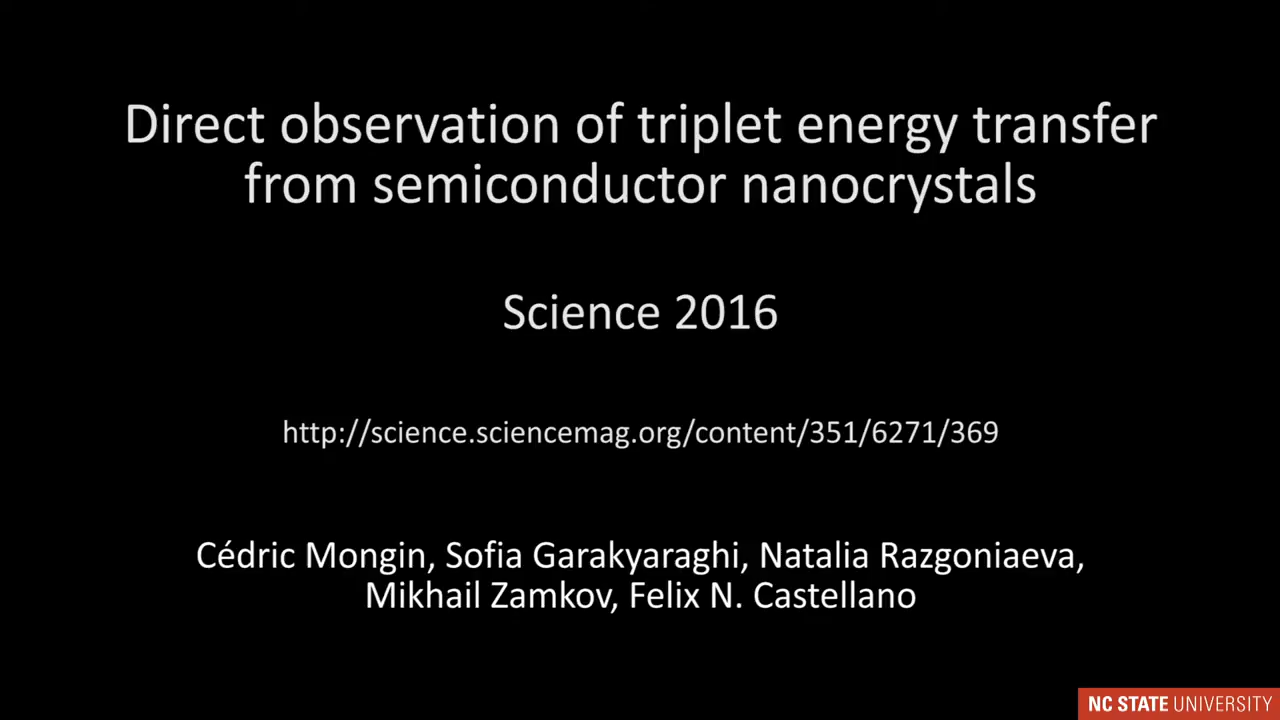 Direct observation of triplet energy transfer
from semiconductor nanocrystals
Science 2016
http://science.sciencemag.org/content/351/6271/369
Cédric Mongin, Sofia Garakyaraghi, Natalia Razgoniaeva,
Mikhail Zamkov, Felix N. Castellano
NC STATE UNIVERSITY